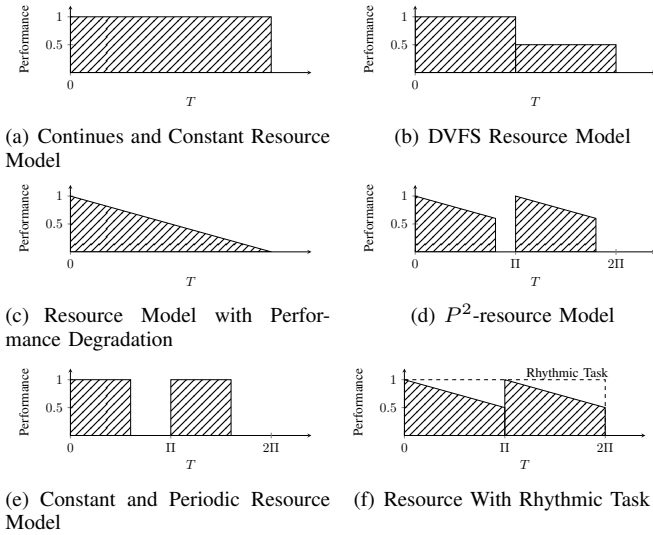 Performance
1
0.5
0
T
(a) Continues and Constant Resource
Model
Performance
1
0.5
T
(b) DVFS Resource Model
Performance
1
0.5
0
T
(c) Resource Model with Perfor-
mance Degradation
Performance
1
0.5
Π
2Π
T
(d) P²-resource Model
Performance
1
0.5
Π
2Π
T
(e) Constant and Periodic Resource
Model
Performance
1
0.5
Rhythmic Task
Π
2Π
T
(f) Resource With Rhythmic Task